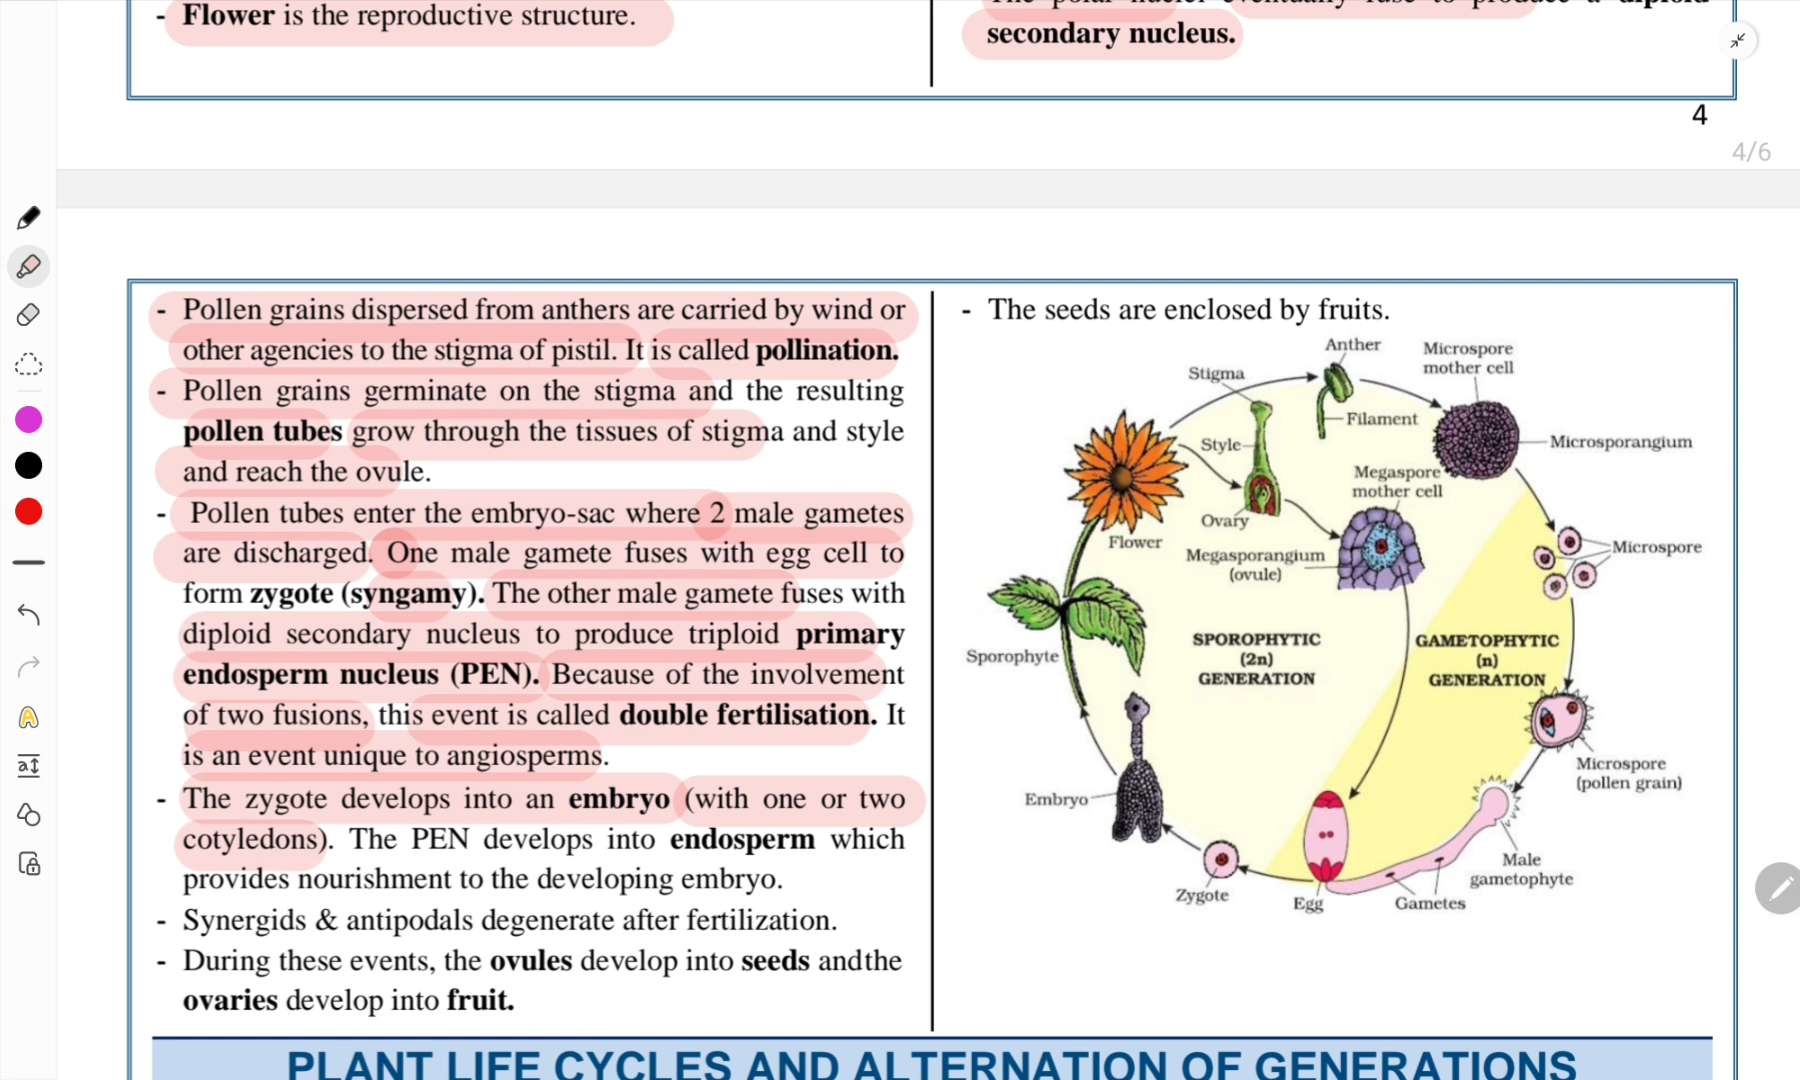 - Flower is the reproductive structure.
The polar nuclei eventually fuse to produce a diploid
secondary nucleus.
4
4/6
- Pollen grains dispersed from anthers are carried by wind or
other agencies to the stigma of pistil. It is called pollination.
- Pollen grains germinate on the stigma and the resulting
pollen tubes grow through the tissues of stigma and style
and reach the ovule.
- Pollen tubes enter the embryo-sac where 2 male gametes
are discharged. One male gamete fuses with egg cell to
form zygote (syngamy). The other male gamete fuses with
diploid secondary nucleus to produce triploid primary
endosperm nucleus (PEN). Because of the involvement
of two fusions, this event is called double fertilisation. It
is an event unique to angiosperms.
- The zygote develops into an embryo (with one or two
cotyledons). The PEN develops into endosperm which
provides nourishment to the developing embryo.
- Synergids & antipodals degenerate after fertilization.
- During these events, the ovules develop into seeds andthe
ovaries develop into fruit.
- The seeds are enclosed by fruits.
Anther
Microspore
mother cell
Stigma
Filament
Style
Microsporangium
Megaspore
mother cell
Ovary
Flower
Megasporangium
(ovule)
Microspore
SPOROPHYTIC
(2n)
GENERATION
GAMETOPHYTIC
(n)
GENERATION
Sporophyte
Microspore
(pollen grain)
Embryo
Male
gametophyte
Zygote
Egg
Gametes
PLANT LIFE CYCLES AND ALTERNATION OF GENERATIONS